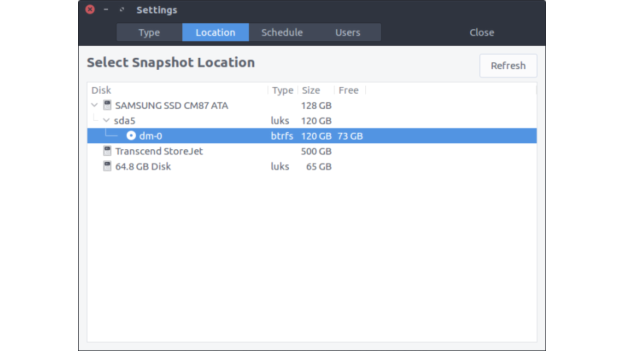 Settings
Type Location Schedule Users Close
Select Snapshot Location
Refresh
Disk Type Size Free
SAMSUNG SSD CM87 ATA 128 GB
sda5 luks 120 GB
dm-0 btrfs 120 GB 73 GB
Transcend StoreJet 500 GB
64.8 GB Disk luks 65 GB